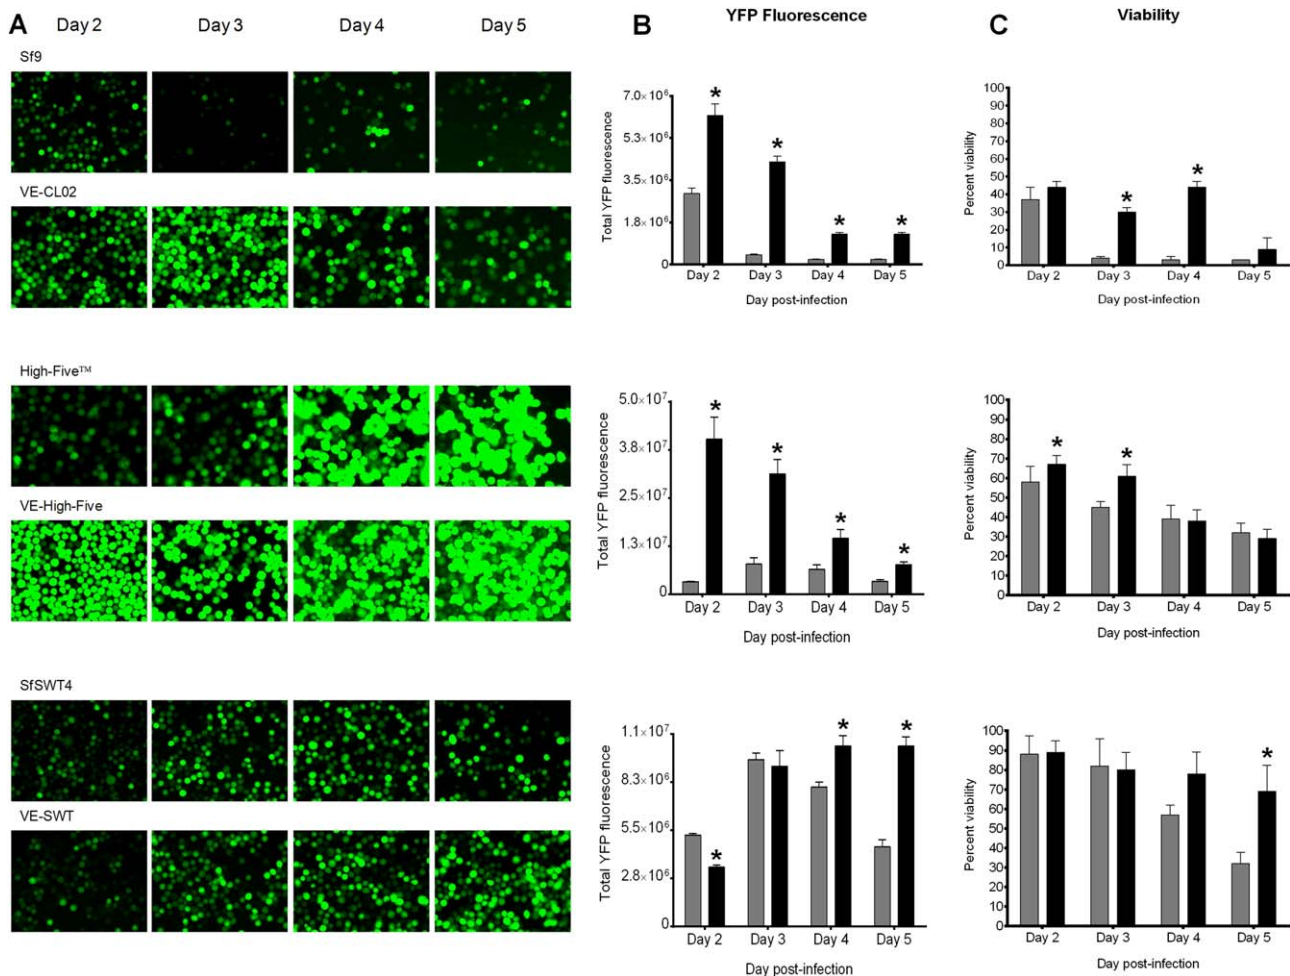 A
Day 2
Day 3
Day 4
Day 5
Sf9
VE-CL02
High-Five™
VE-High-Five
SfSWT4
VE-SWT
B
YFP Fluorescence
Total YFP fluorescence
7.0×10⁶
5.3×10⁶
3.5×10⁶
1.8×10⁶
0
*
*
*
*
Day 2
Day 3
Day 4
Day 5
Day post-infection
Total YFP fluorescence
5.0×10⁷
3.8×10⁷
2.5×10⁷
1.3×10⁷
0
*
*
*
*
Day 2
Day 3
Day 4
Day 5
Day post-infection
Total YFP fluorescence
1.1×10⁷
8.3×10⁶
5.5×10⁶
2.8×10⁶
0
*
*
*
Day 2
Day 3
Day 4
Day 5
Day post-infection
C
Viability
Percent viability
100
90
80
70
60
50
40
30
20
10
0
*
*
Day 2
Day 3
Day 4
Day 5
Day post-infection
Percent viability
100
90
80
70
60
50
40
30
20
10
0
*
*
Day 2
Day 3
Day 4
Day 5
Day post-infection
Percent viability
100
90
80
70
60
50
40
30
20
10
0
*
Day 2
Day 3
Day 4
Day 5
Day post-infection